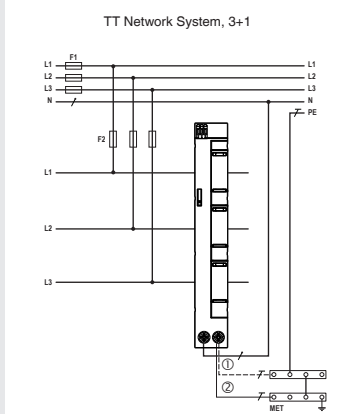 TT Network System, 3+1
F1
L1 L1
L2 L2
L3 L3
N N
PE
F2
L1
L2
L3
①
②
MET